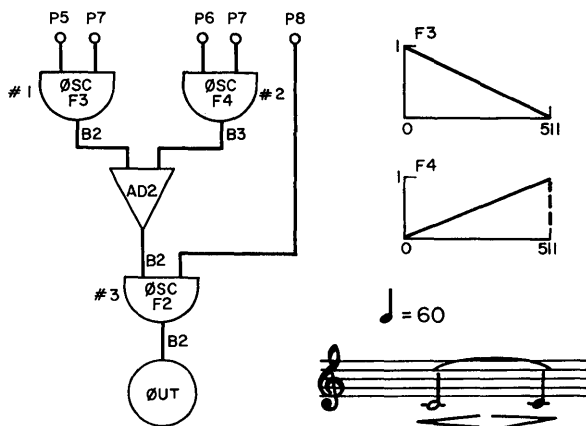 P5 P7 P6 P7 P8
#1 ØSC F3
ØSC F4 #2
B2 B3
AD2
B2
#3 ØSC F2
B2
ØUT
1 F3
0 511
1 F4
0 511
= 60